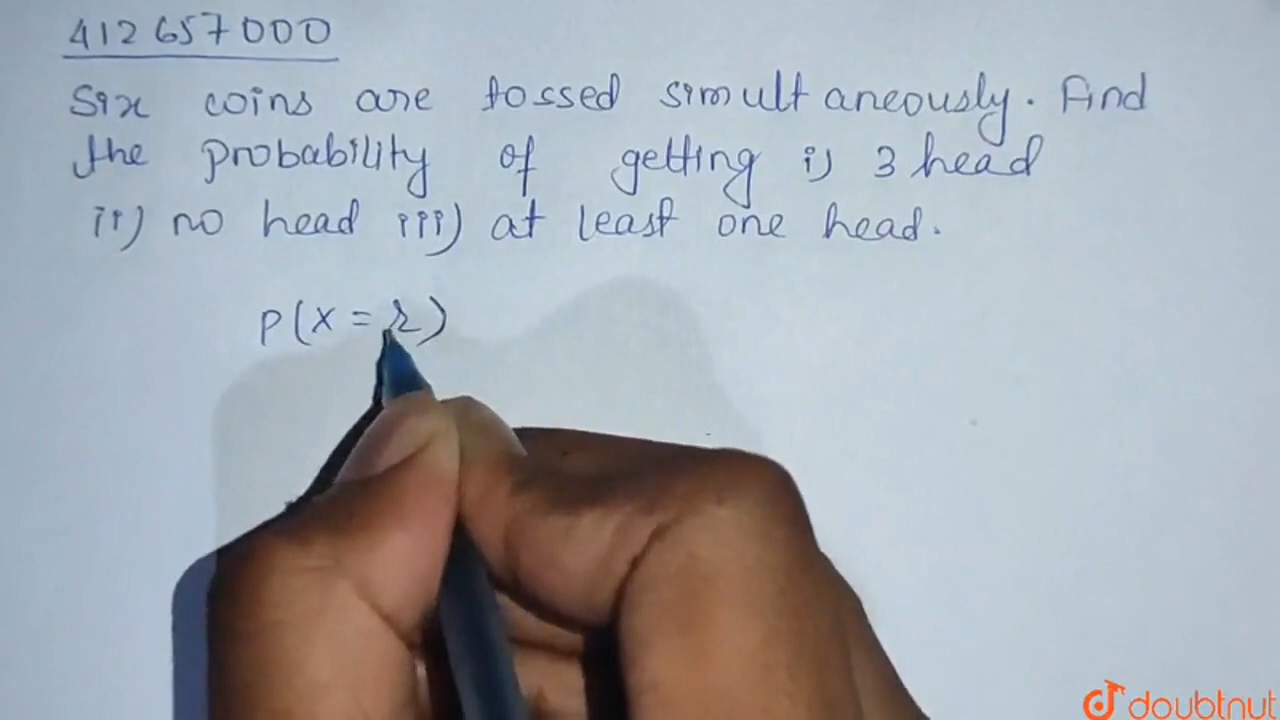 412657000
Six coins are tossed simultaneously. Find
the probability of getting i) 3 head
ii) no head iii) at least one head.
P(X = r)
doubtnut